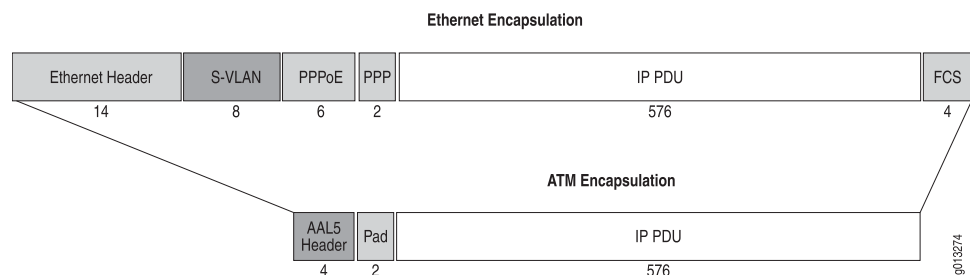 Ethernet Encapsulation
Ethernet Header
S-VLAN
PPPoE
PPP
IP PDU
FCS
14
8
6
2
576
4
ATM Encapsulation
AAL5
Header
Pad
IP PDU
4
2
576
g013274